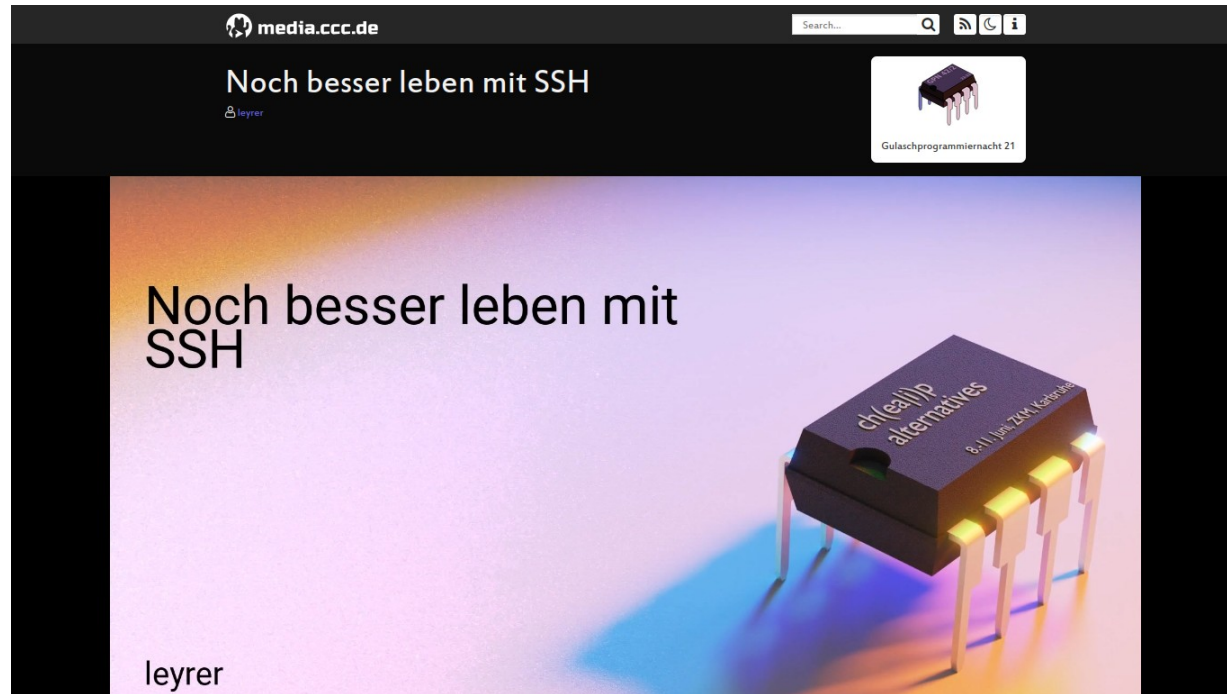 media.ccc.de
Search...
Noch besser leben mit SSH
leyrer
Gulaschprogrammiernacht 21
Noch besser leben mit
SSH
ch(eali)p
alternatives
8.-11. Juni, ZKM, Karlsruhe
leyrer